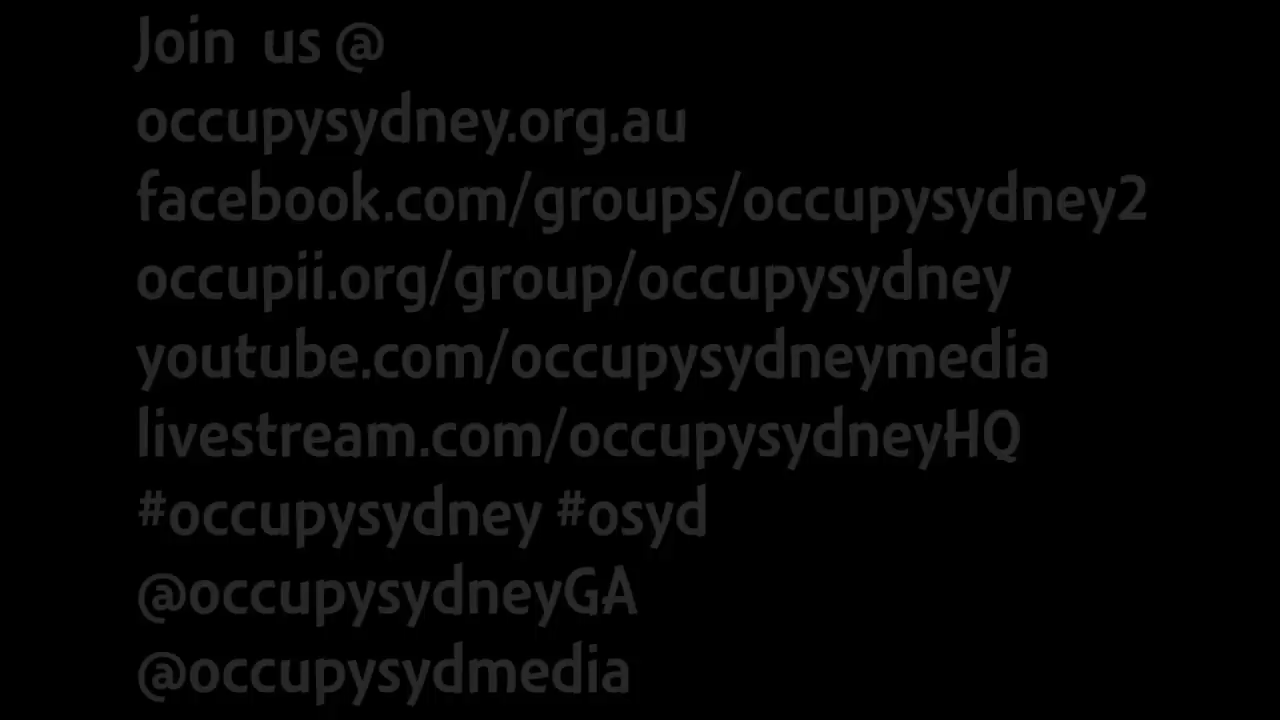 Join us @
occupysydney.org.au
facebook.com/groups/occupysydney2
occupii.org/group/occupysydney
youtube.com/occupysydneymedia
livestream.com/occupysydneyHQ
#occupysydney #osyd
@occupysydneyGA
@occupysydmedia